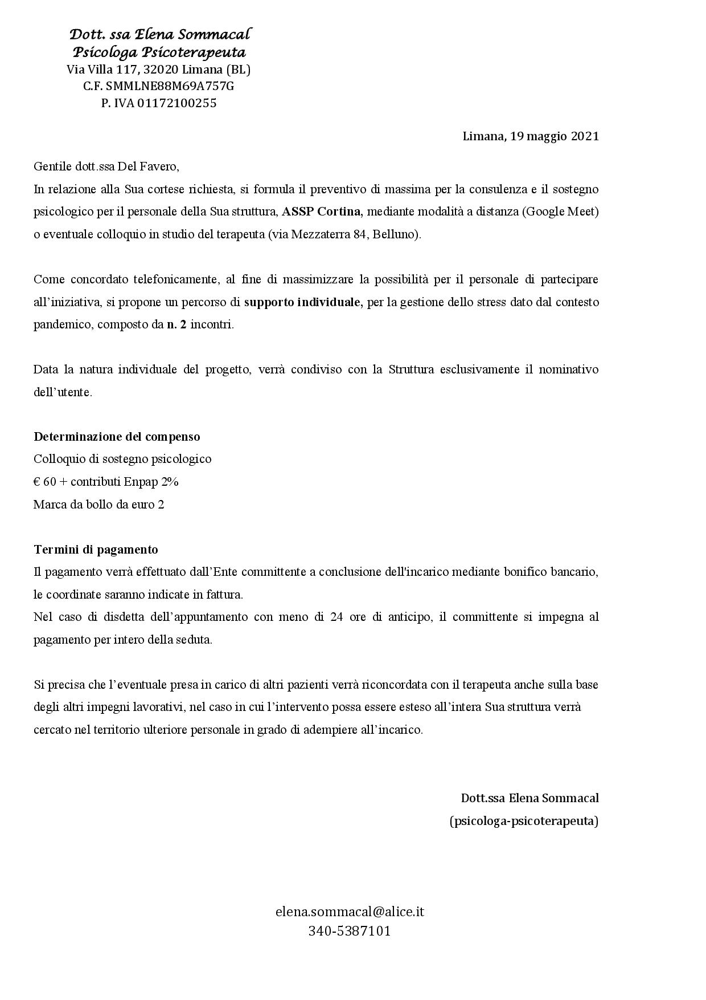 Dott. ssa Elena Sommacal
Psicologa Psicoterapeuta
Via Villa 117, 32020 Limana (BL)
C.F. SMMLNE88M69A757G
P. IVA 01172100255
Limana, 19 maggio 2021
Gentile dott.ssa Del Favero,
In relazione alla Sua cortese richiesta, si formula il preventivo di massima per la consulenza e il sostegno
psicologico per il personale della Sua struttura, ASSP Cortina, mediante modalità a distanza (Google Meet)
o eventuale colloquio in studio del terapeuta (via Mezzaterra 84, Belluno).
Come concordato telefonicamente, al fine di massimizzare la possibilità per il personale di partecipare
all’iniziativa, si propone un percorso di supporto individuale, per la gestione dello stress dato dal contesto
pandemico, composto da n. 2 incontri.
Data la natura individuale del progetto, verrà condiviso con la Struttura esclusivamente il nominativo
dell’utente.
Determinazione del compenso
Colloquio di sostegno psicologico
€ 60 + contributi Enpap 2%
Marca da bollo da euro 2
Termini di pagamento
Il pagamento verrà effettuato dall’Ente committente a conclusione dell'incarico mediante bonifico bancario,
le coordinate saranno indicate in fattura.
Nel caso di disdetta dell’appuntamento con meno di 24 ore di anticipo, il committente si impegna al
pagamento per intero della seduta.
Si precisa che l’eventuale presa in carico di altri pazienti verrà riconcordata con il terapeuta anche sulla base
degli altri impegni lavorativi, nel caso in cui l’intervento possa essere esteso all’intera Sua struttura verrà
cercato nel territorio ulteriore personale in grado di adempiere all’incarico.
Dott.ssa Elena Sommacal
(psicologa-psicoterapeuta)
elena.sommacal@alice.it
340-5387101